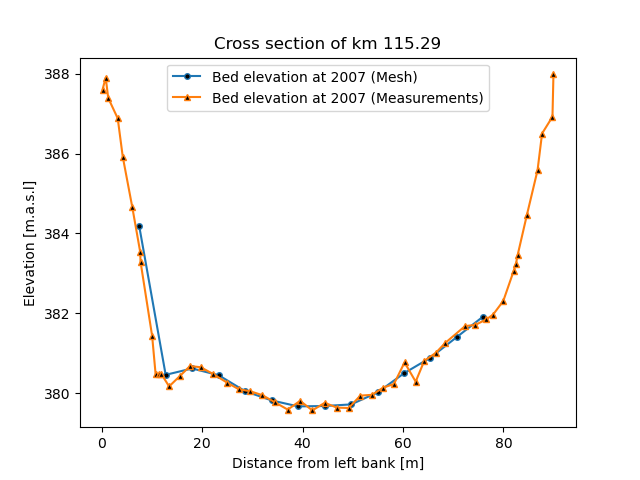 Cross section of km 115.29
Bed elevation at 2007 (Mesh)
Bed elevation at 2007 (Measurements)
Elevation [m.a.s.l]
388
386
384
382
380
0 20 40 60 80
Distance from left bank [m]